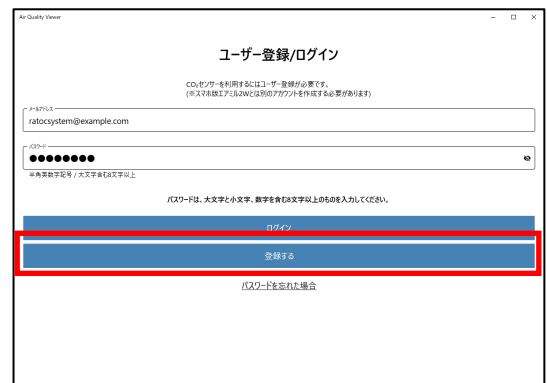 Air Quality Viewer
ユーザー登録/ログイン
CO₂センサーを利用するにはユーザー登録が必要です。
(※スマホ版エアミル2Wとは別のアカウントを作成する必要があります)
メールアドレス
ratocsystem@example.com
パスワード
●●●●●●●●
半角英数字記号 / 大文字含む8文字以上
パスワードは、大文字と小文字、数字を含む8文字以上のものを入力してください。
ログイン
登録する
パスワードを忘れた場合